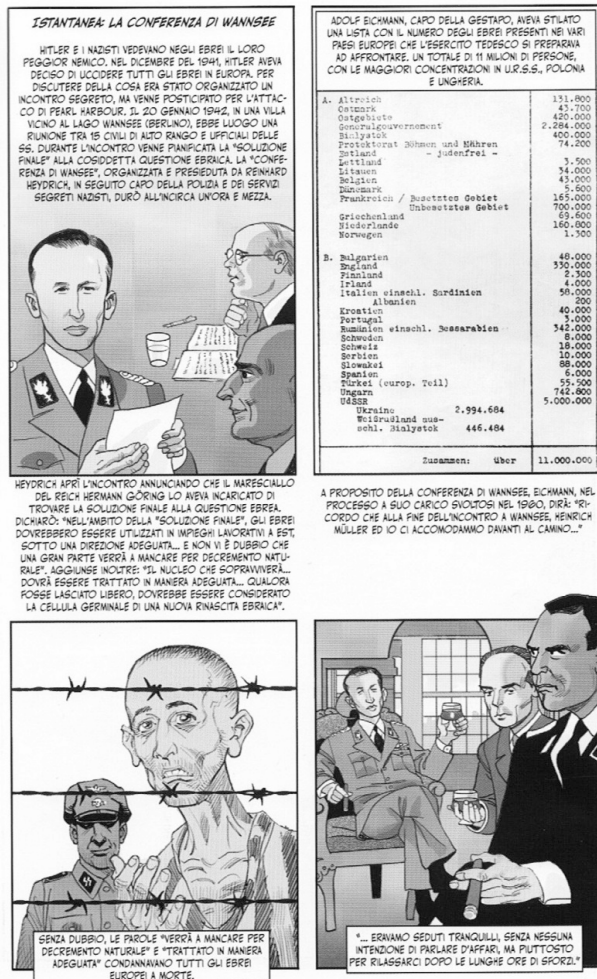 ISTANTANEA: LA CONFERENZA DI WANNSEE
HITLER E I NAZISTI VEDEVANO NEGLI EBREI IL LORO
PEGGIOR NEMICO. NEL DICEMBRE DEL 1941, HITLER AVEVA
DECISO DI UCCIDERE TUTTI GLI EBREI IN EUROPA. PER
DISCUTERE DELLA COSA ERA STATO ORGANIZZATO UN
INCONTRO SEGRETO, MA VENNE POSTICIPATO PER L'ATTAC-
CO DI PEARL HARBOUR. IL 20 GENNAIO 1942, IN UNA VILLA
VICINO AL LAGO WANNSEE (BERLINO), EBBE LUOGO UNA
RIUNIONE TRA 15 CIVILI DI ALTO RANGO E UFFICIALI DELLE
SS. DURANTE L'INCONTRO VENNE PIANIFICATA LA "SOLUZIONE
FINALE" ALLA COSIDDETTA QUESTIONE EBRAICA. LA "CONFE-
RENZA DI WANSEE", ORGANIZZATA E PRESIEDUTA DA REINHARD
HEYDRICH, IN SEGUITO CAPO DELLA POLIZIA E DEI SERVIZI
SEGRETI NAZISTI, DURÒ ALL'INCIRCA UN'ORA E MEZZA.
ADOLF EICHMANN, CAPO DELLA GESTAPO, AVEVA STILATO
UNA LISTA CON IL NUMERO DEGLI EBREI PRESENTI NEI VARI
PAESI EUROPEI CHE L'ESERCITO TEDESCO SI PREPARAVA
AD AFFRONTARE. UN TOTALE DI 11 MILIONI DI PERSONE,
CON LE MAGGIORI CONCENTRAZIONI IN U.R.S.S., POLONIA
E UNGHERIA.
A. Altreich 131.800
Ostmark 43.700
Ostgebiete 420.000
Generalgouvernement 2.284.000
Bialystok 400.000
Protektorat Böhmen und Mähren 74.200
Estland - judenfrei -
Lettland 3.500
Litauen 34.000
Belgien 43.000
Dänemark 5.600
Frankreich / Besetztes Gebiet 165.000
Unbesetztes Gebiet 700.000
Griechenland 69.600
Niederlande 160.800
Norwegen 1.300
B. Bulgarien 48.000
England 330.000
Finnland 2.300
Irland 4.000
Italien einschl. Sardinien 58.000
Albanien 200
Kroatien 40.000
Portugal 3.000
Rumänien einschl. Bessarabien 342.000
Schweden 8.000
Schweiz 18.000
Serbien 10.000
Slowakei 88.000
Spanien 6.000
Türkei (europ. Teil) 55.500
Ungarn 742.800
UdSSR 5.000.000
Ukraine 2.994.684
Weißrußland aus-
schl. Bialystok 446.484
Zusammen: über 11.000.000
HEYDRICH APRÌ L'INCONTRO ANNUNCIANDO CHE IL MARESCIALLO
DEL REICH HERMANN GÖRING LO AVEVA INCARICATO DI
TROVARE LA SOLUZIONE FINALE ALLA QUESTIONE EBREA.
DICHIARÒ: "NELL'AMBITO DELLA "SOLUZIONE FINALE", GLI EBREI
DOVREBBERO ESSERE UTILIZZATI IN IMPIEGHI LAVORATIVI A EST,
SOTTO UNA DIREZIONE ADEGUATA... E NON VI È DUBBIO CHE
UNA GRAN PARTE VERRÀ A MANCARE PER DECREMENTO NATU-
RALE". AGGIUNSE INOLTRE: "IL NUCLEO CHE SOPRAVVIVERÀ...
DOVRÀ ESSERE TRATTATO IN MANIERA ADEGUATA... QUALORA
FOSSE LASCIATO LIBERO, DOVREBBE ESSERE CONSIDERATO
LA CELLULA GERMINALE DI UNA NUOVA RINASCITA EBRAICA".
A PROPOSITO DELLA CONFERENZA DI WANNSEE, EICHMANN, NEL
PROCESSO A SUO CARICO SVOLTOSI NEL 1960, DIRÀ: "RI-
CORDO CHE ALLA FINE DELL'INCONTRO A WANNSEE, HEINRICH
MÜLLER ED IO CI ACCOMODAMMO DAVANTI AL CAMINO..."
SENZA DUBBIO, LE PAROLE "VERRÀ A MANCARE PER
DECREMENTO NATURALE" E "TRATTATO IN MANIERA
ADEGUATA" CONDANNAVANO TUTTI GLI EBREI
EUROPEI A MORTE.
"... ERAVAMO SEDUTI TRANQUILLI, SENZA NESSUNA
INTENZIONE DI PARLARE D'AFFARI, MA PIUTTOSTO
PER RILASSARCI DOPO LE LUNGHE ORE DI SFORZI."